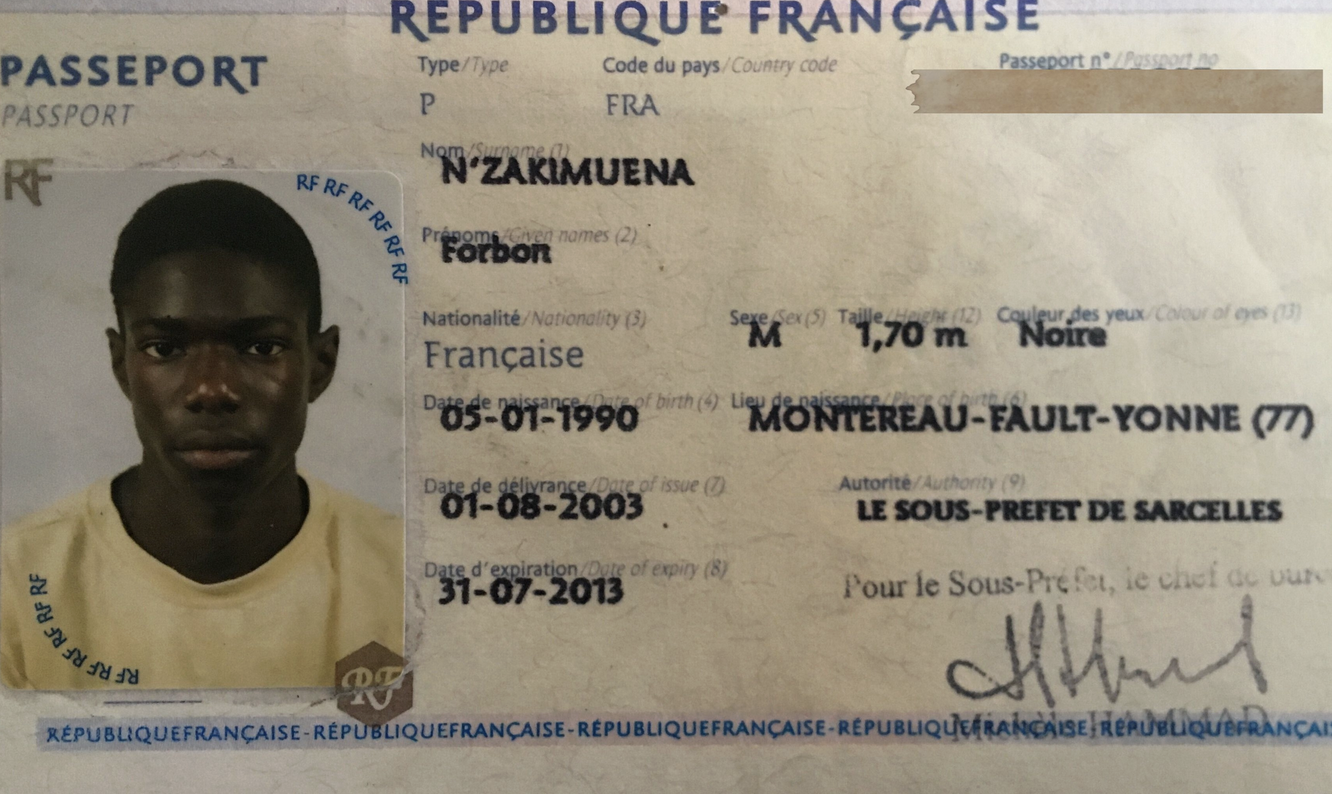 RÉPUBLIQUE FRANÇAISE
PASSEPORT
PASSPORT
Type/Type
Code du pays/Country code
Passeport n°/Passport no
P
FRA
Nom/Surname (1)
N'ZAKIMUENA
RF
RF RF RF RF RF RF
Prénoms/Given names (2)
Forbon
Nationalité/Nationality (3)
Sexe/Sex (5)
Taille/Height (12)
Couleur des yeux/Colour of eyes (13)
Française
M
1,70 m
Noire
Date de naissance/Date of birth (4)
Lieu de naissance/Place of birth (6)
05-01-1990
MONTEREAU-FAULT-YONNE (77)
Date de délivrance/Date of issue (7)
Autorité/Authority (9)
01-08-2003
LE SOUS-PREFET DE SARCELLES
Date d'expiration/Date of expiry (8)
31-07-2013
Pour le Sous-Préfet, le chef de
RF RF RF RF RF RF
RF
HAMMAD
RÉPUBLIQUEFRANÇAISE-RÉPUBLIQUEFRANÇAISE-RÉPUBLIQUEFRANÇAISE-RÉPUBLIQUEFRANÇAISE-RÉPUBLIQUEFRANÇAI